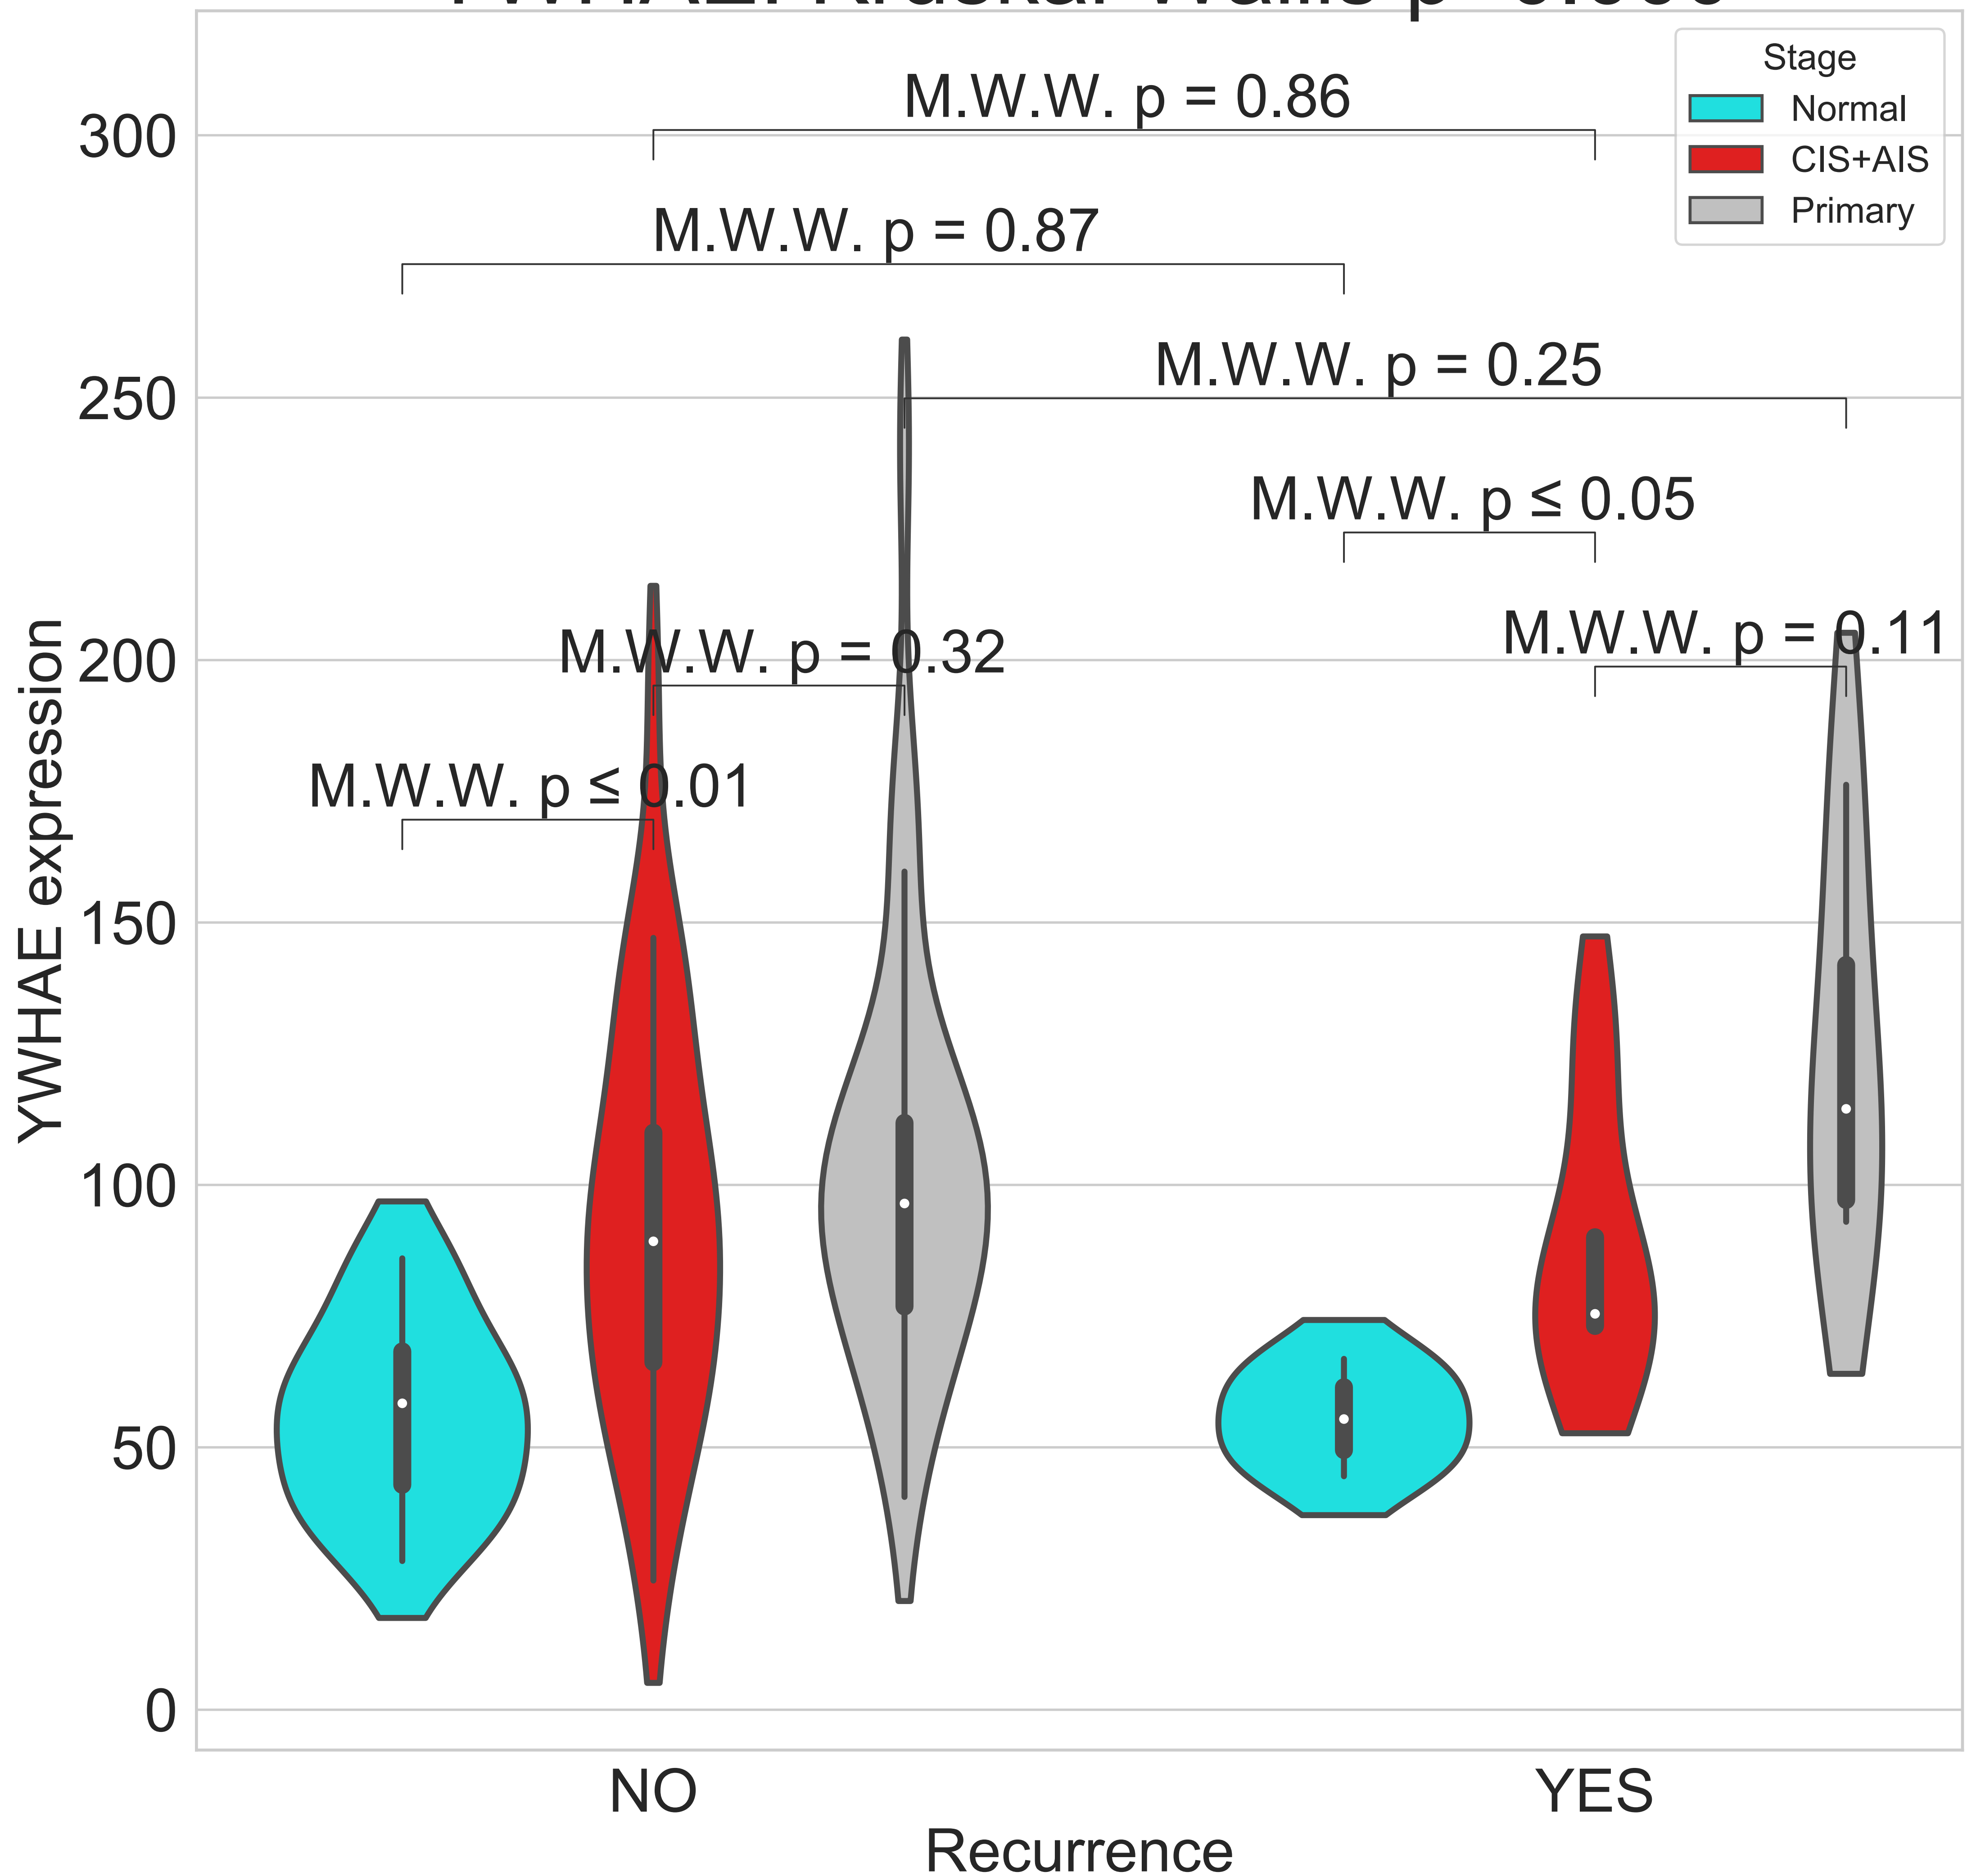 Stage
Normal
CIS+AIS
Primary
M.W.W. p = 0.86
M.W.W. p = 0.87
M.W.W. p = 0.25
M.W.W. p ≤ 0.05
M.W.W. p = 0.11
M.W.W. p = 0.32
M.W.W. p ≤ 0.01
YWHAE expression
300
250
200
150
100
50
0
NO
YES
Recurrence